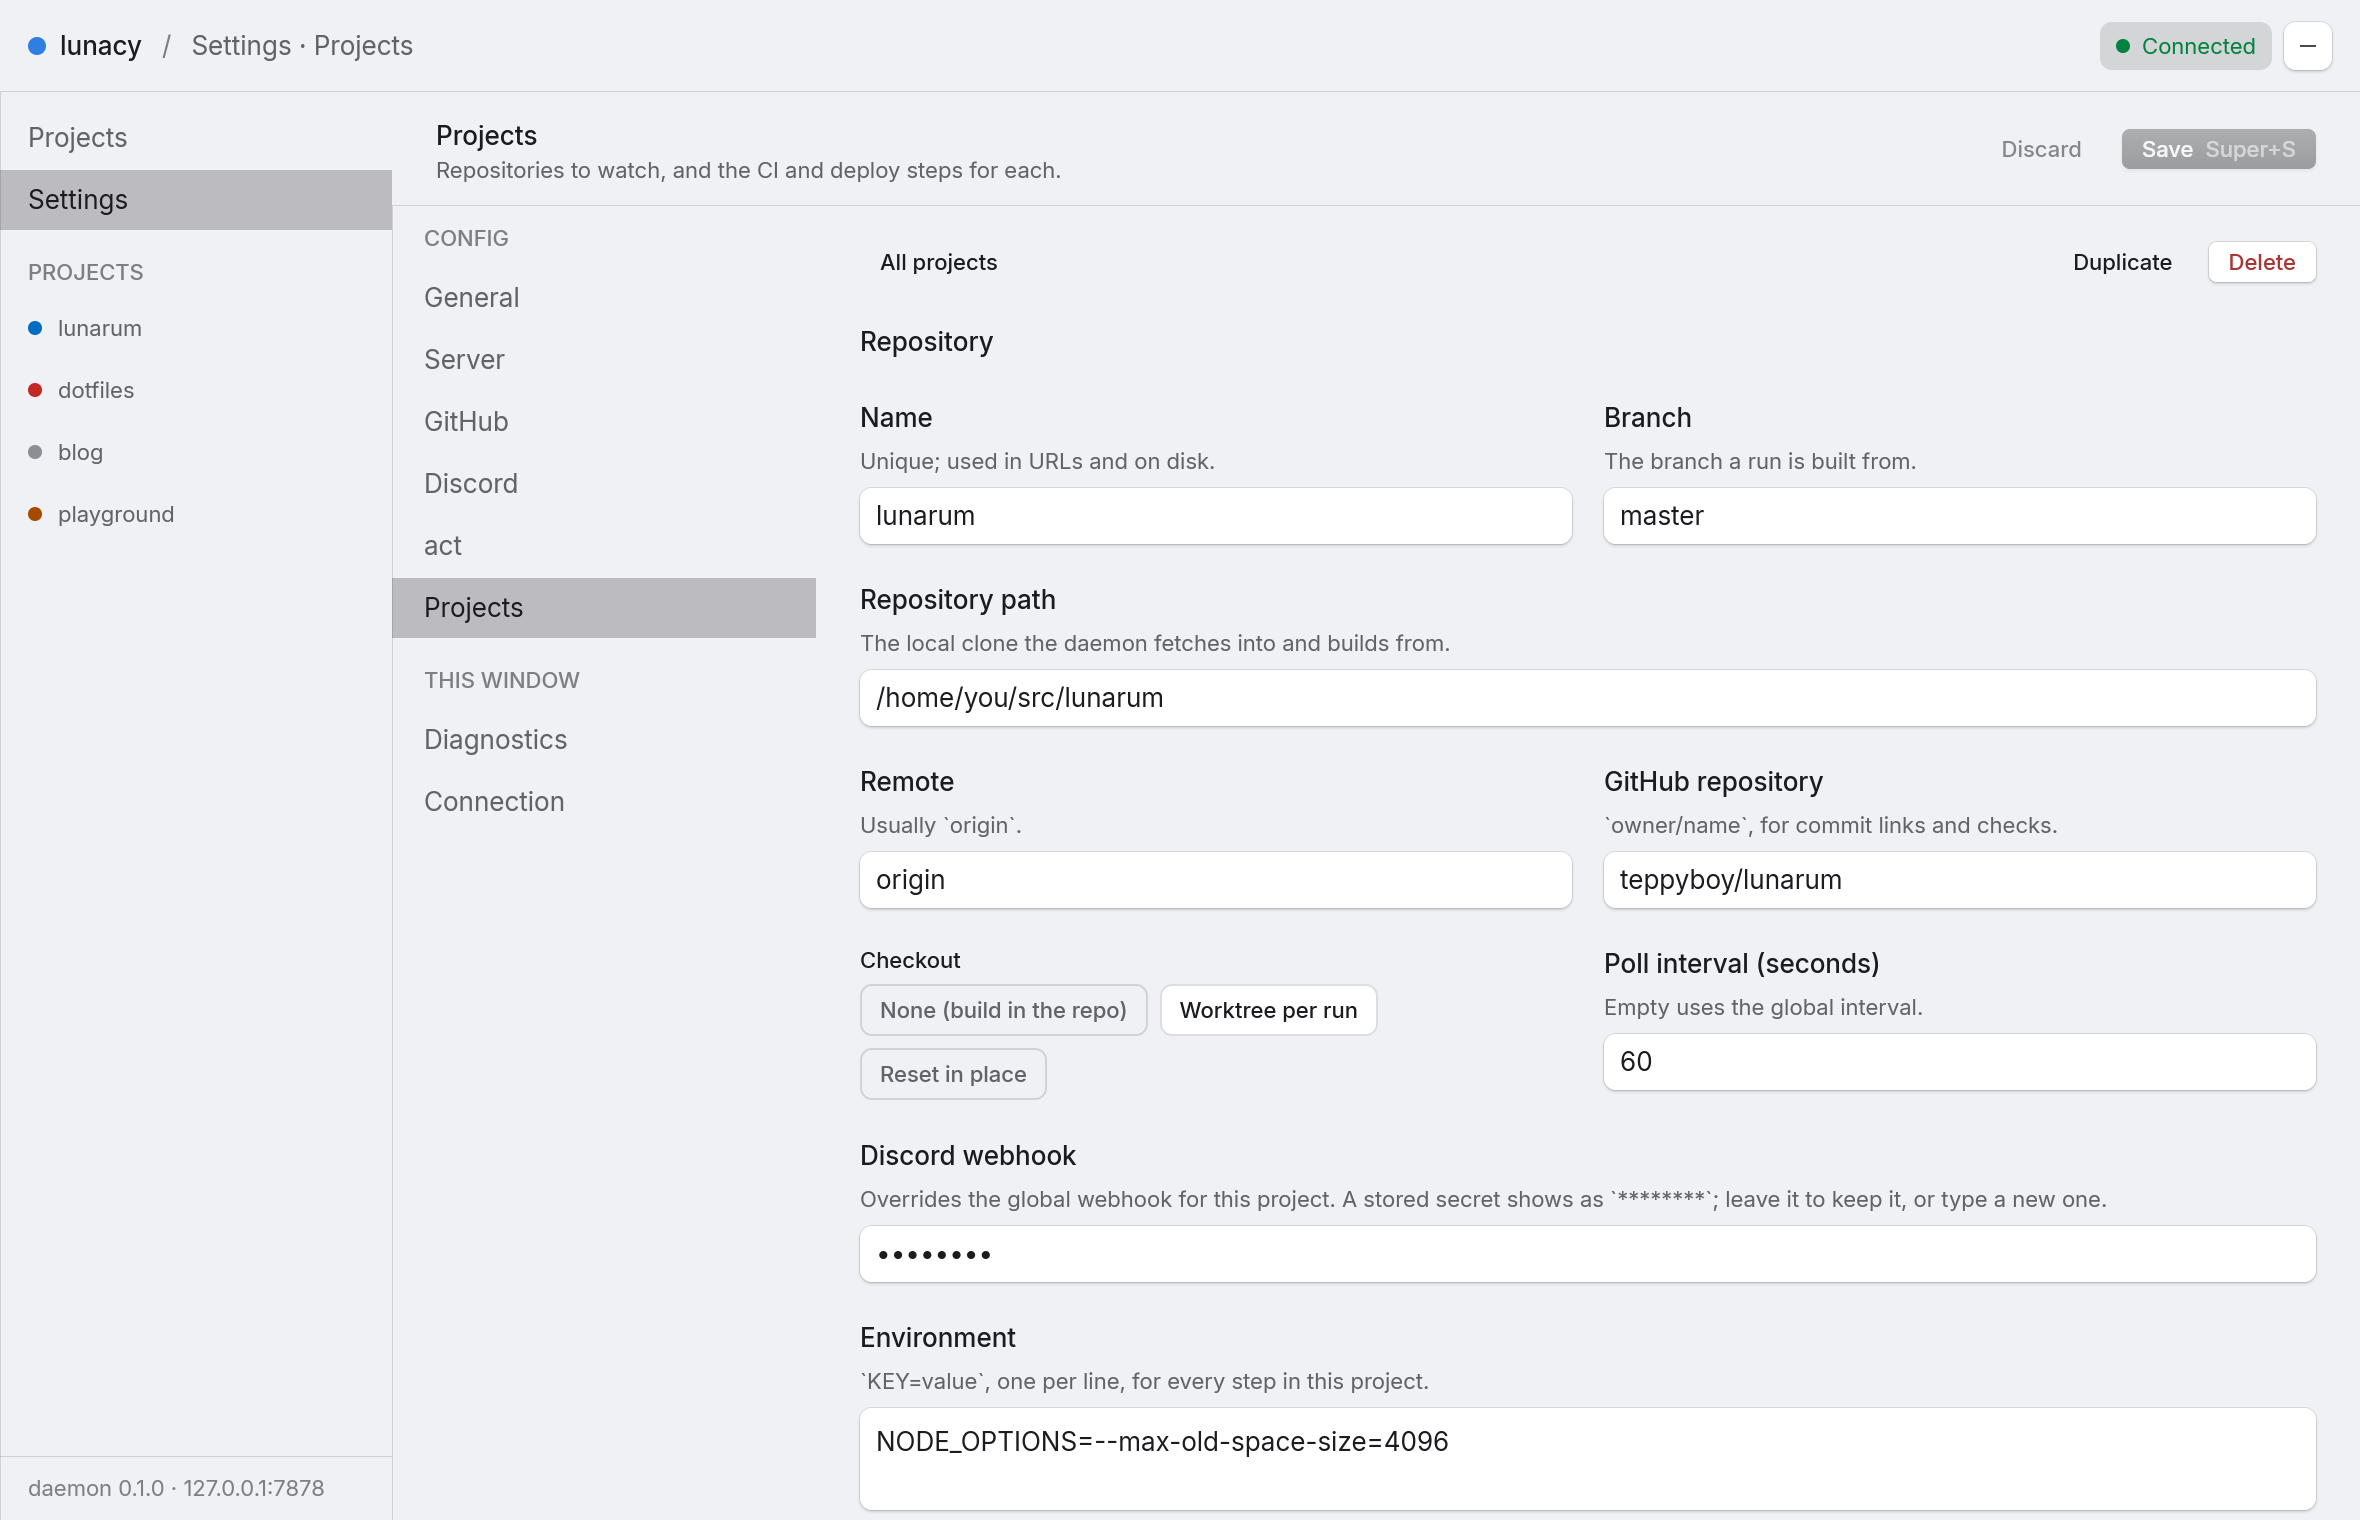 lunacy / Settings · Projects
Connected
Projects
Settings
PROJECTS
lunarum
dotfiles
blog
playground
daemon 0.1.0 · 127.0.0.1:7878
Projects
Repositories to watch, and the CI and deploy steps for each.
Discard
Save Super+S
CONFIG
General
Server
GitHub
Discord
act
Projects
THIS WINDOW
Diagnostics
Connection
All projects
Duplicate
Delete
Repository
Name
Unique; used in URLs and on disk.
lunarum
Branch
The branch a run is built from.
master
Repository path
The local clone the daemon fetches into and builds from.
/home/you/src/lunarum
Remote
Usually `origin`.
origin
GitHub repository
`owner/name`, for commit links and checks.
teppyboy/lunarum
Checkout
None (build in the repo)
Worktree per run
Reset in place
Poll interval (seconds)
Empty uses the global interval.
60
Discord webhook
Overrides the global webhook for this project. A stored secret shows as `********`; leave it to keep it, or type a new one.
••••••••
Environment
`KEY=value`, one per line, for every step in this project.
NODE_OPTIONS=--max-old-space-size=4096